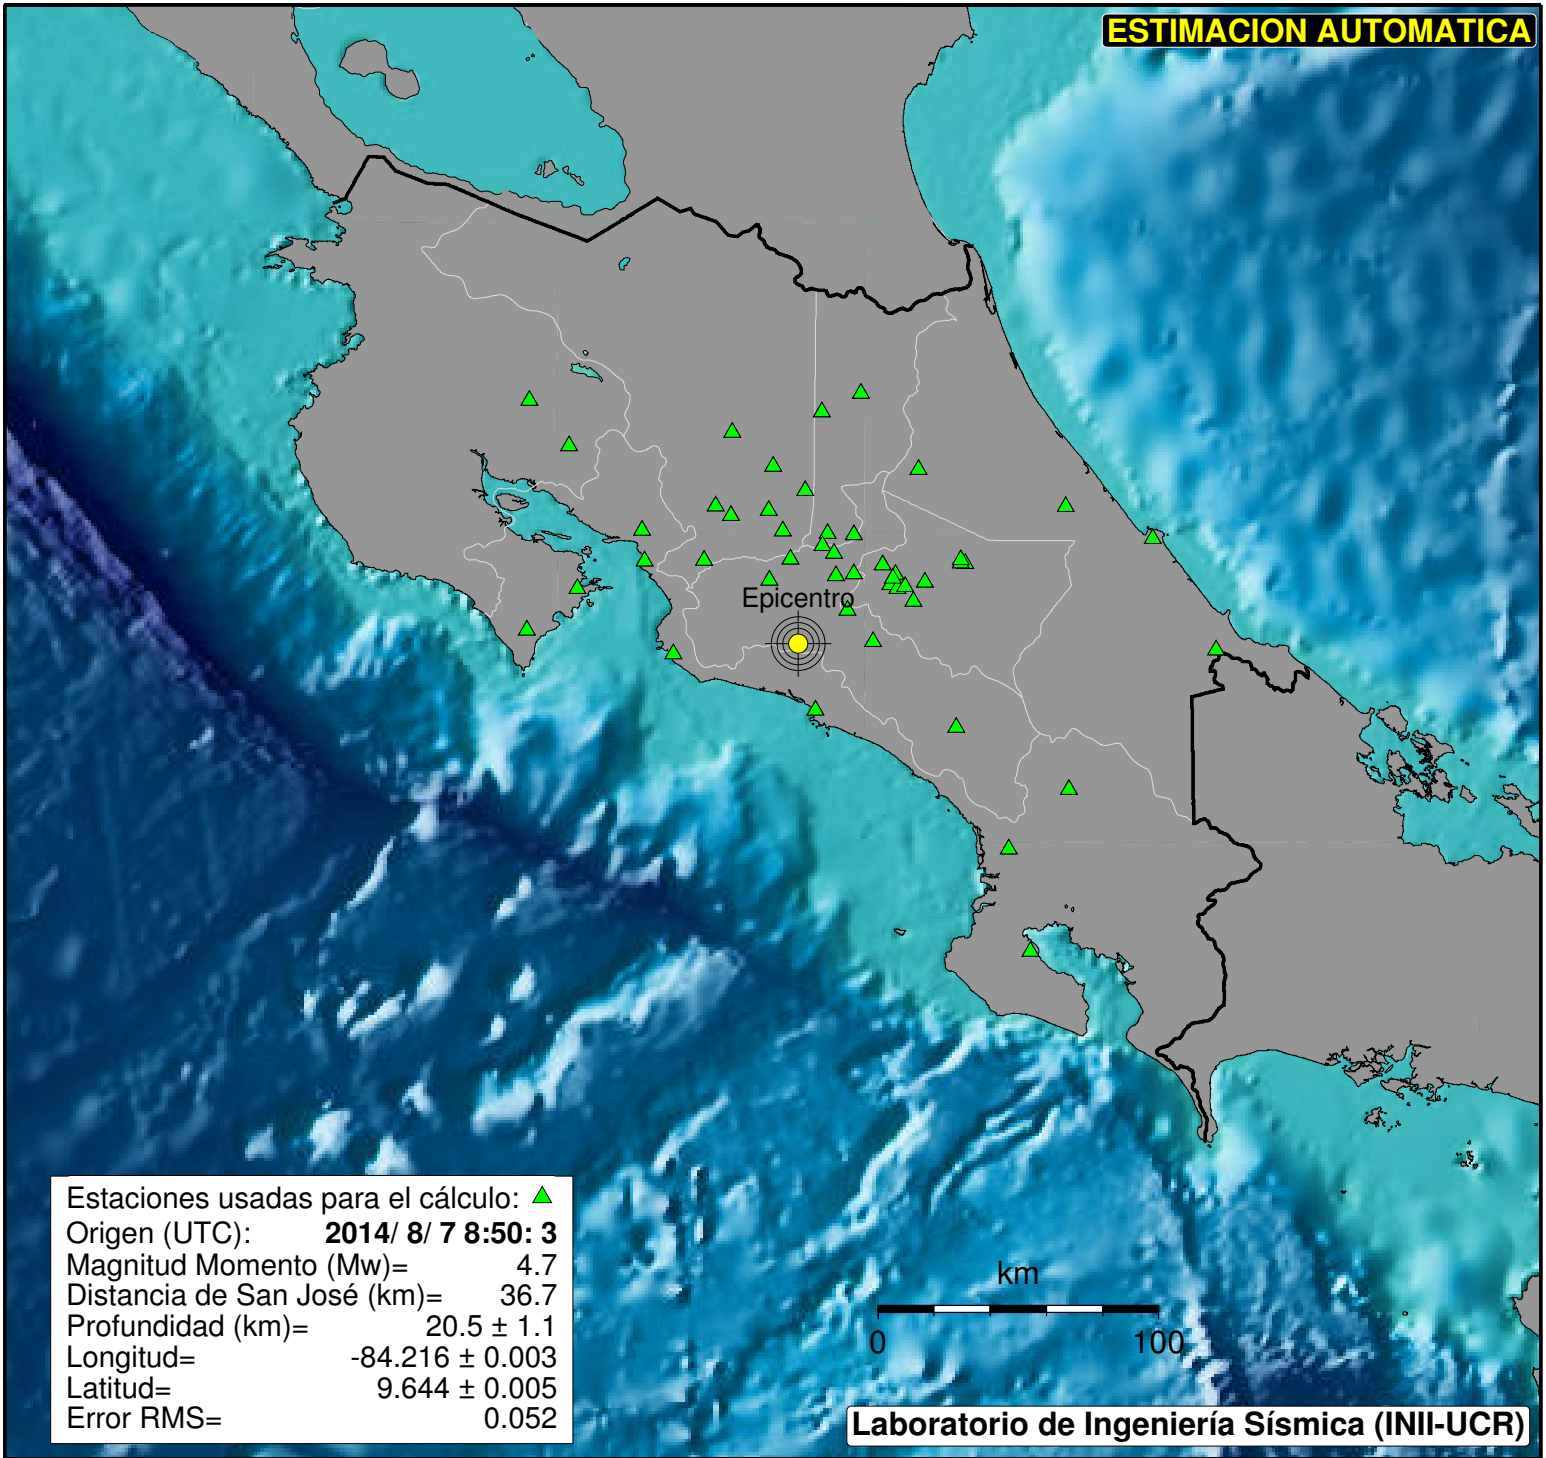 ESTIMACION AUTOMATICA
Epicentro
Estaciones usadas para el cálculo:
Origen (UTC): 2014/ 8/ 7 8:50: 3
Magnitud Momento (Mw)= 4.7
Distancia de San José (km)= 36.7
Profundidad (km)= 20.5 ± 1.1
Longitud= -84.216 ± 0.003
Latitud= 9.644 ± 0.005
Error RMS= 0.052
km
0 100
Laboratorio de Ingeniería Sísmica (INII-UCR)